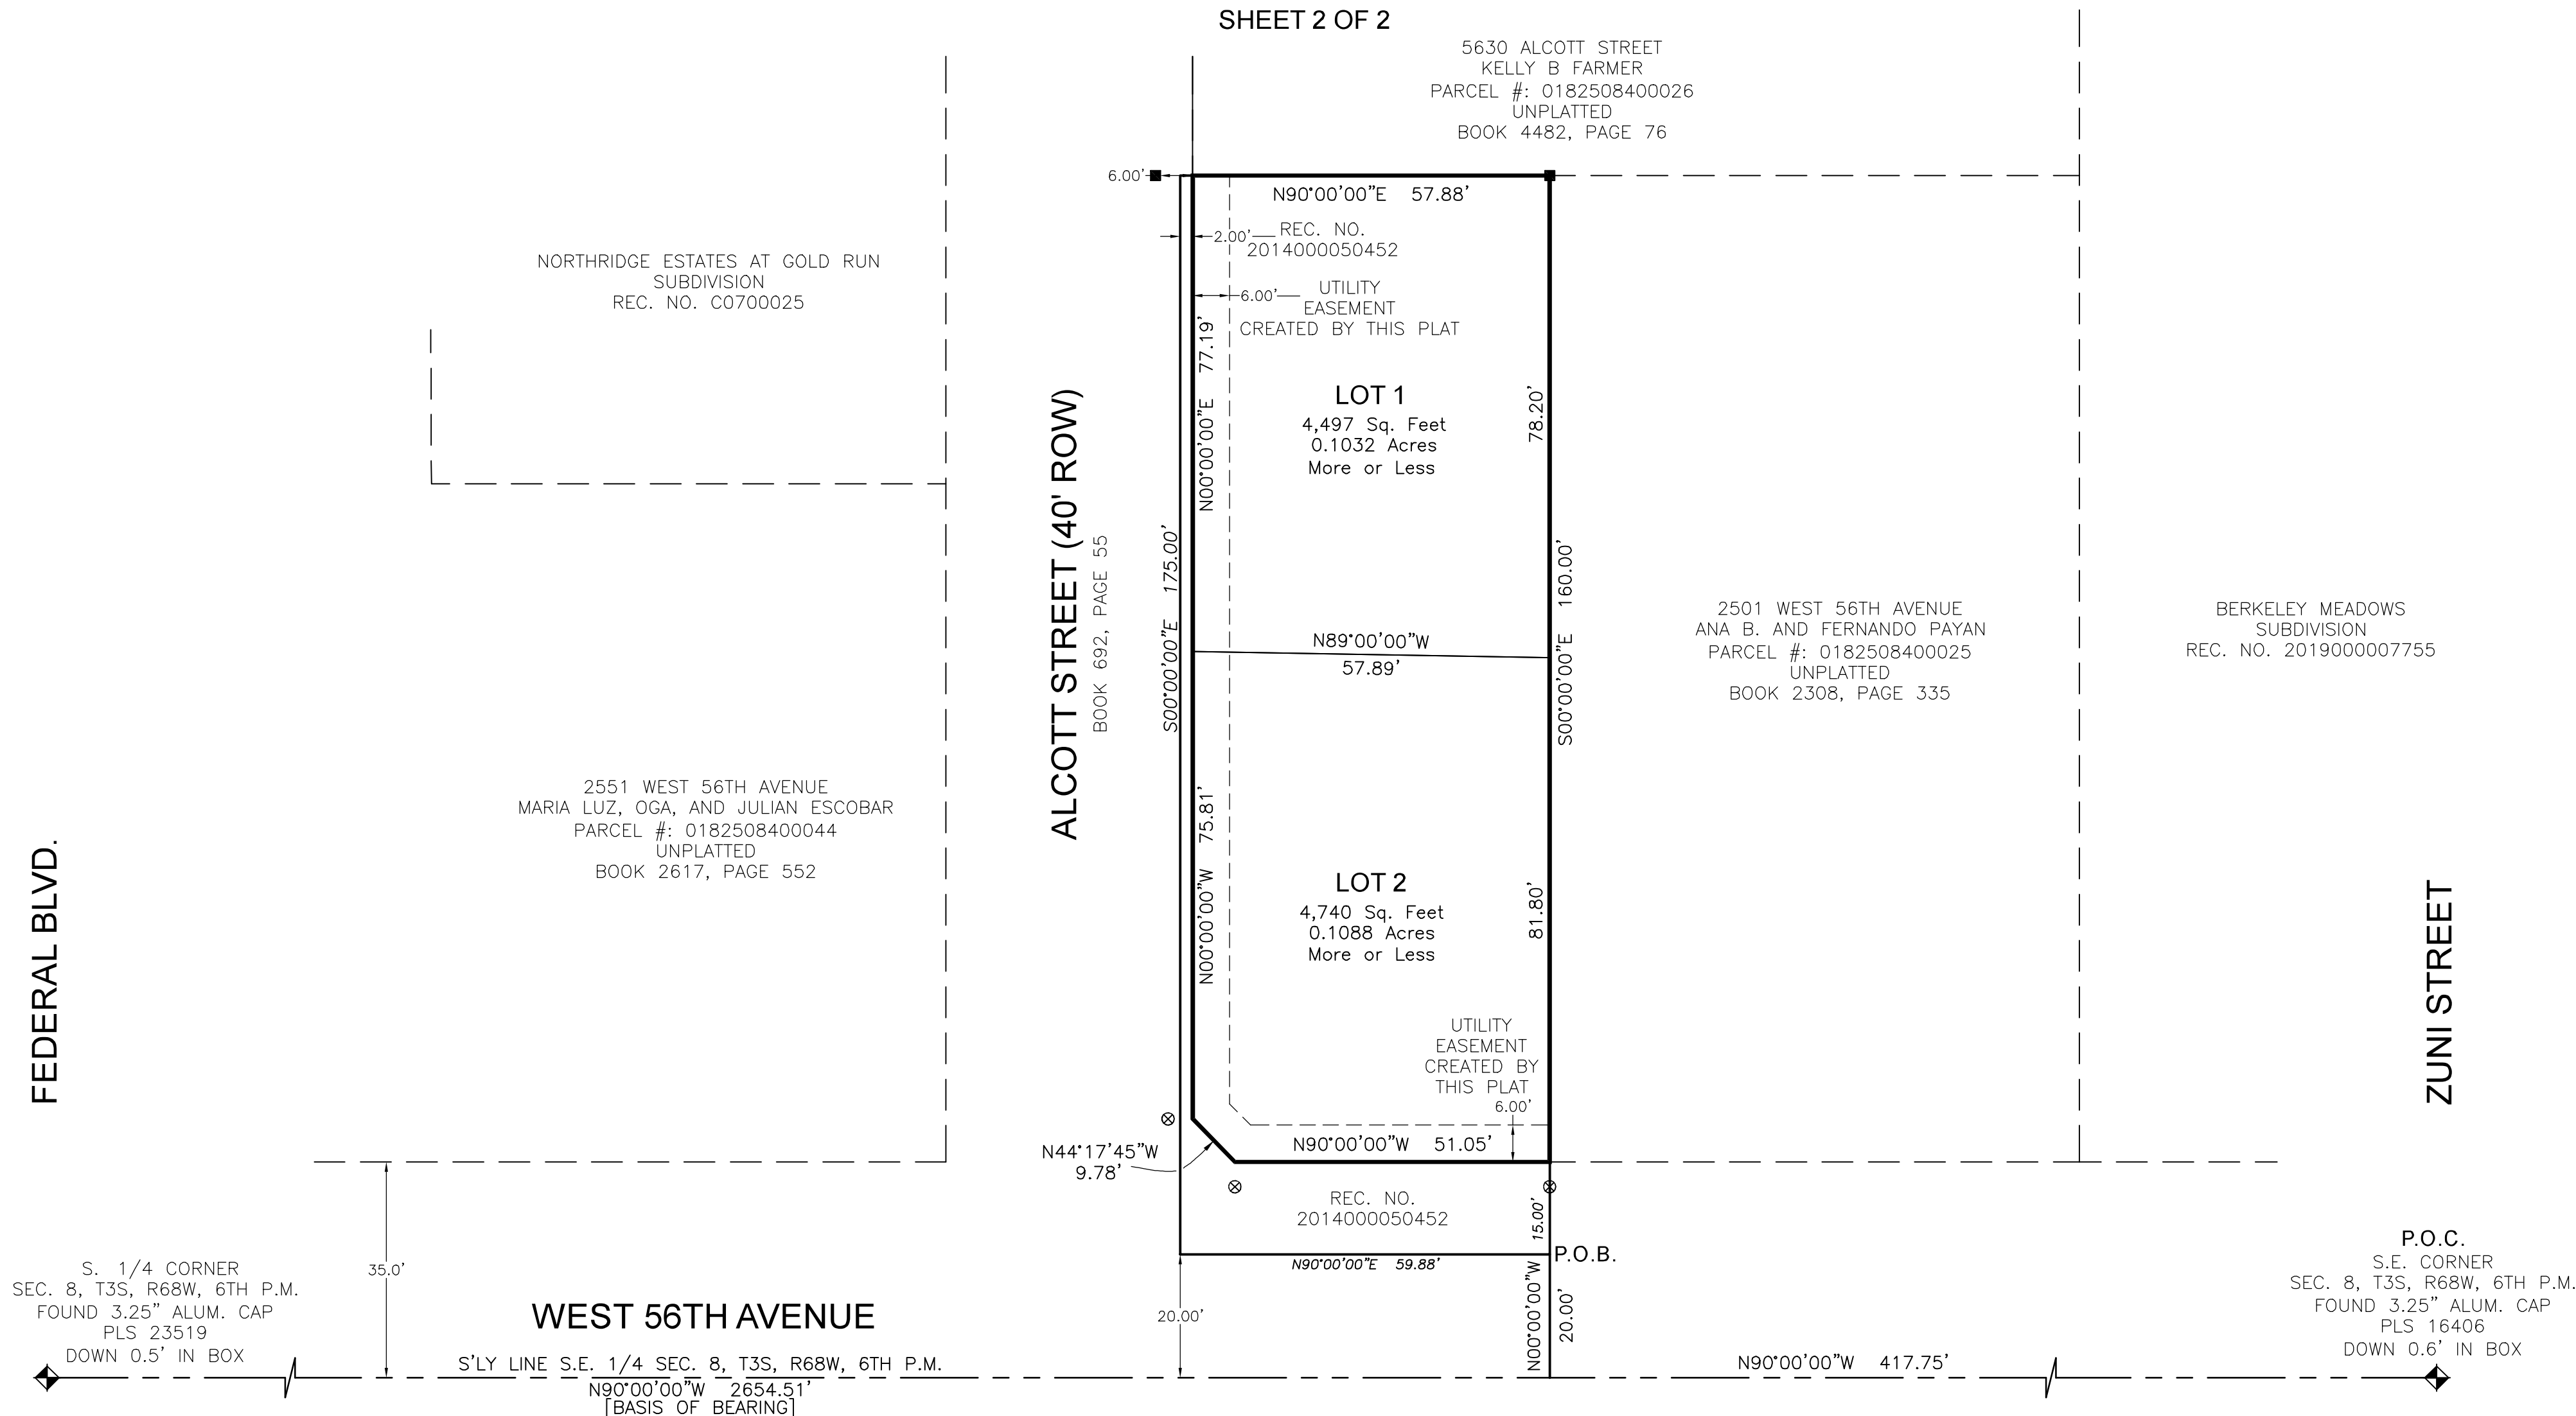 SHEET 2 OF 2
5630 ALCOTT STREET
KELLY B FARMER
PARCEL #: 0182508400026
UNPLATTED
BOOK 4482, PAGE 76
6.00'
N90°00'00"E 57.88'
2.00'
REC. NO.
2014000050452
6.00'
UTILITY
EASEMENT
CREATED BY THIS PLAT
NORTHRIDGE ESTATES AT GOLD RUN
SUBDIVISION
REC. NO. C0700025
N00°00'00"E 77.19'
LOT 1
4,497 Sq. Feet
0.1032 Acres
More or Less
78.20'
ALCOTT STREET (40' ROW)
BOOK 692, PAGE 55
S00°00'00"E 175.00'
S00°00'00"E 160.00'
N89°00'00"W
57.89'
2501 WEST 56TH AVENUE
ANA B. AND FERNANDO PAYAN
PARCEL #: 0182508400025
UNPLATTED
BOOK 2308, PAGE 335
BERKELEY MEADOWS
SUBDIVISION
REC. NO. 2019000007755
2551 WEST 56TH AVENUE
MARIA LUZ, OGA, AND JULIAN ESCOBAR
PARCEL #: 0182508400044
UNPLATTED
BOOK 2617, PAGE 552
N00°00'00"W 75.81'
LOT 2
4,740 Sq. Feet
0.1088 Acres
More or Less
81.80'
FEDERAL BLVD.
ZUNI STREET
UTILITY
EASEMENT
CREATED BY
THIS PLAT
6.00'
N44°17'45"W
9.78'
N90°00'00"W 51.05'
REC. NO.
2014000050452
15.00'
P.O.B.
N90°00'00"E 59.88'
20.00'
N00°00'00"W
20.00'
35.0'
S. 1/4 CORNER
SEC. 8, T3S, R68W, 6TH P.M.
FOUND 3.25" ALUM. CAP
PLS 23519
DOWN 0.5' IN BOX
WEST 56TH AVENUE
S'LY LINE S.E. 1/4 SEC. 8, T3S, R68W, 6TH P.M.
N90°00'00"W 2654.51'
[BASIS OF BEARING]
N90°00'00"W 417.75'
P.O.C.
S.E. CORNER
SEC. 8, T3S, R68W, 6TH P.M.
FOUND 3.25" ALUM. CAP
PLS 16406
DOWN 0.6' IN BOX